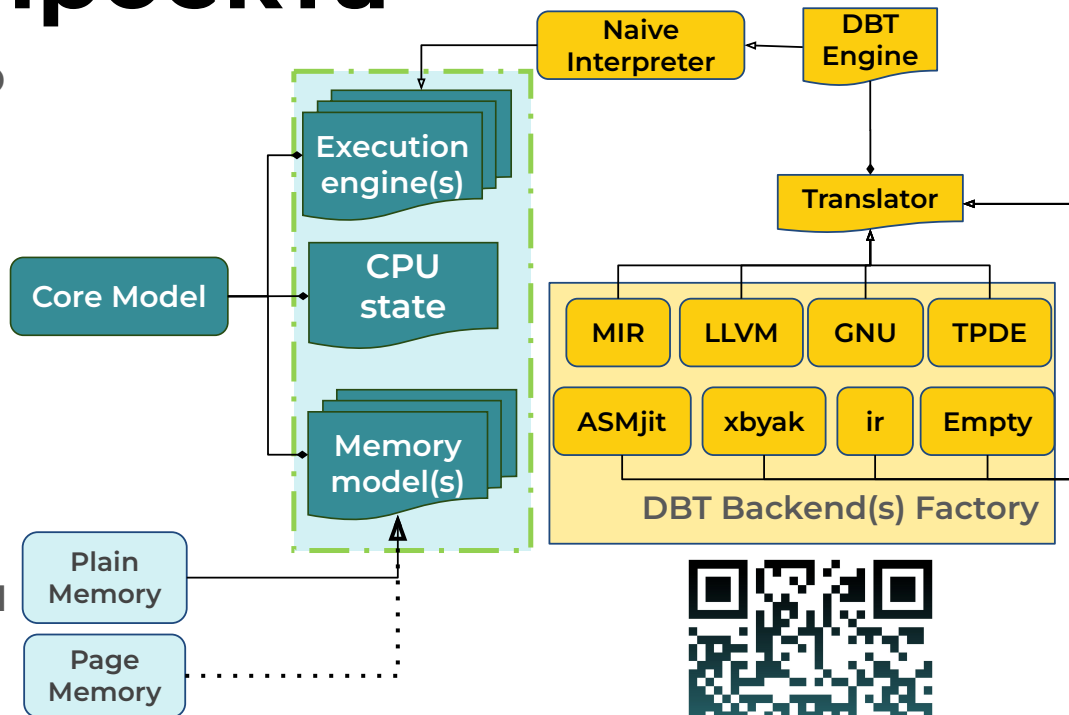 Naive
Interpreter
DBT
Engine
Execution
engine(s)
Translator
CPU
state
Core Model
MIR
LLVM
GNU
TPDE
ASMjit
xbyak
ir
Empty
Memory
model(s)
DBT Backend(s) Factory
Plain
Memory
Page
Memory